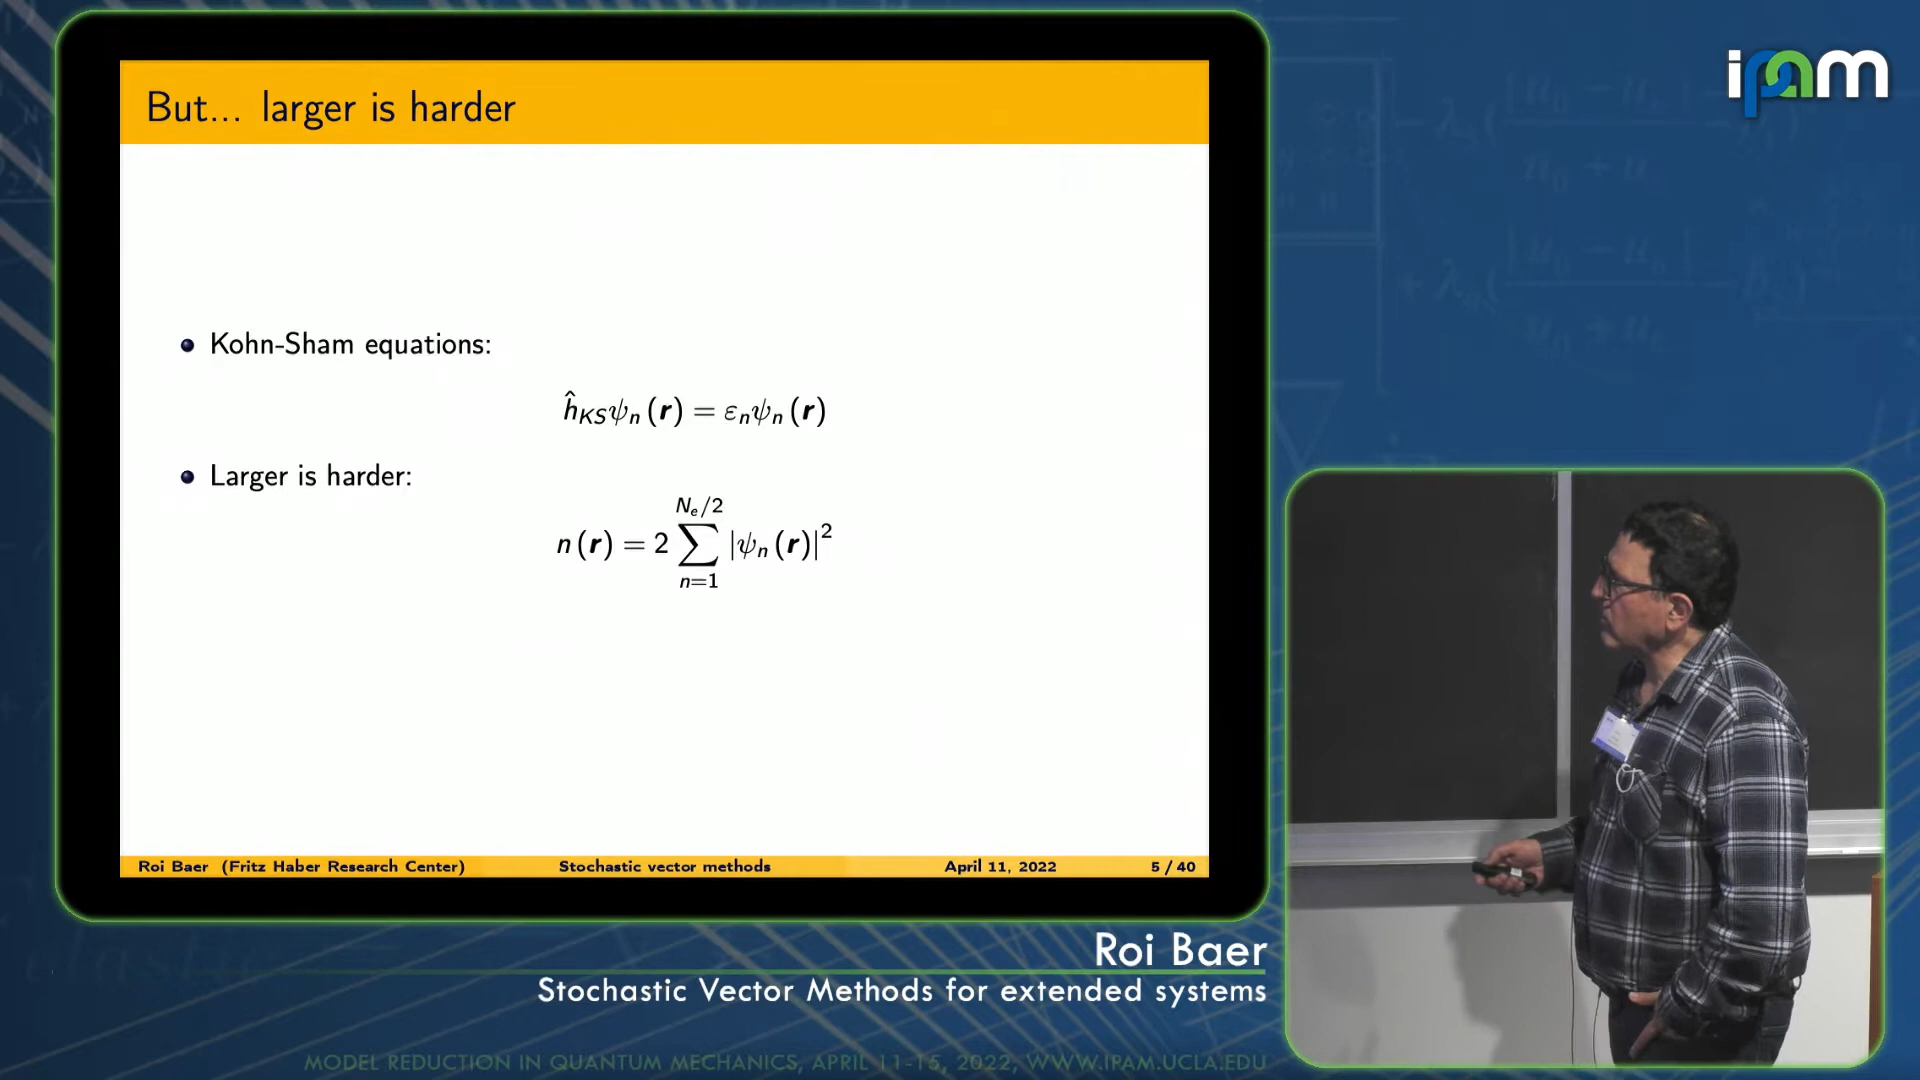 But... larger is harder
ipam
Kohn-Sham equations:
ĥ_KS ψ_n (r) = ε_n ψ_n (r)
Larger is harder:
n (r) = 2 ∑_{n=1}^{N_e/2} |ψ_n (r)|^2
Roi Baer (Fritz Haber Research Center) Stochastic vector methods April 11, 2022 5 / 40
Roi Baer
Stochastic Vector Methods for extended systems
MODEL REDUCTION IN QUANTUM MECHANICS, APRIL 11-15, 2022, WWW.IPAM.UCLA.EDU